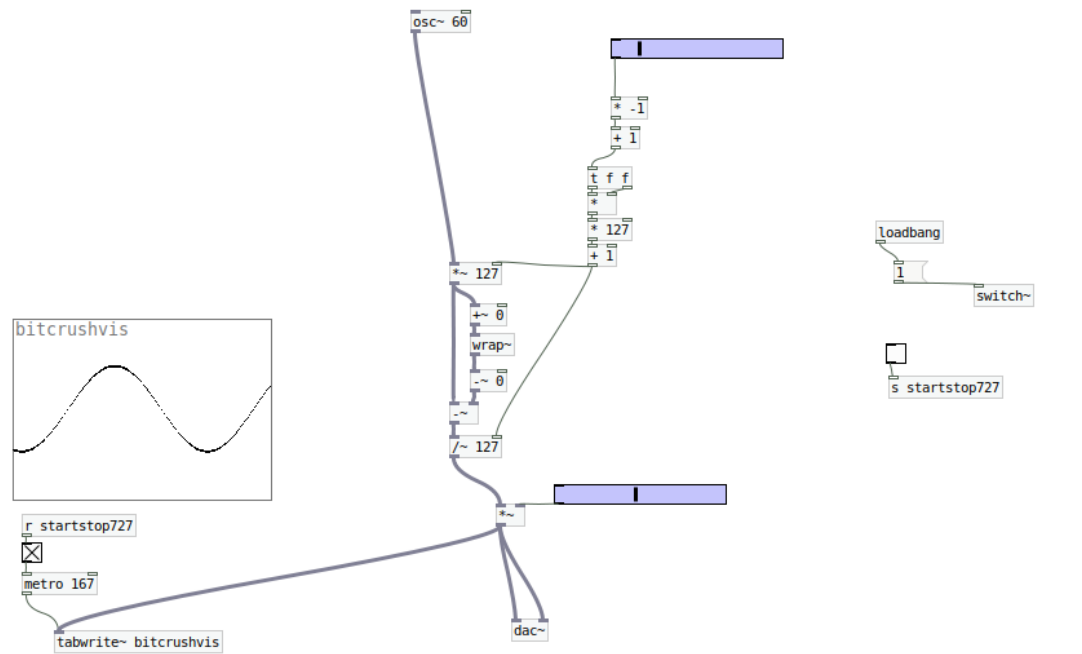 osc~ 60
* -1
+ 1
t f f
*
* 127
+ 1
loadbang
*~ 127
1
switch~
+~ 0
bitcrushvis
wrap~
-~ 0
s startstop727
-~
/~ 127
*~
r startstop727
metro 167
dac~
tabwrite~ bitcrushvis